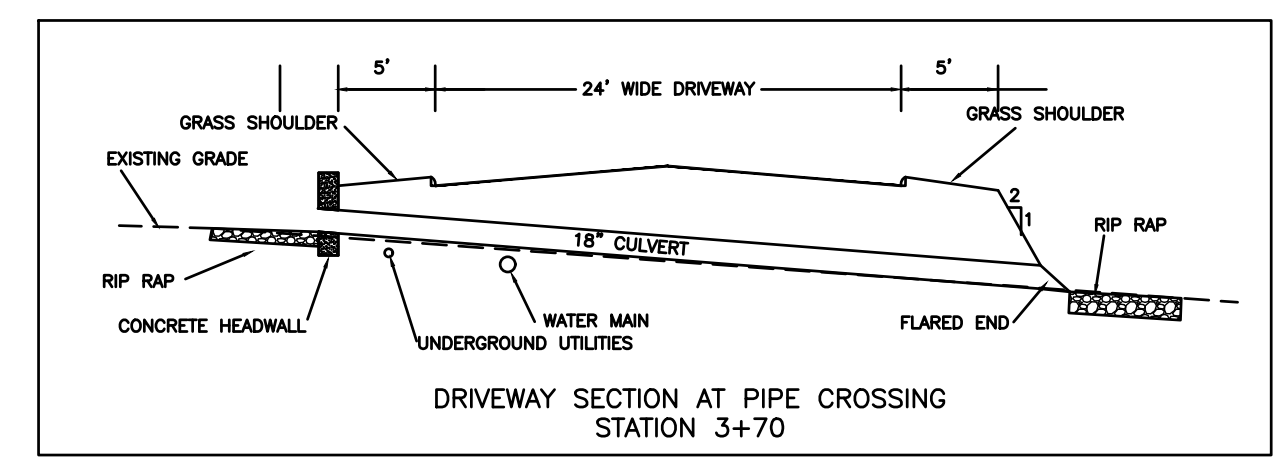 5'
24' WIDE DRIVEWAY
5'
GRASS SHOULDER
GRASS SHOULDER
EXISTING GRADE
2
1
RIP RAP
18" CULVERT
RIP RAP
CONCRETE HEADWALL
WATER MAIN
FLARED END
UNDERGROUND UTILITIES
DRIVEWAY SECTION AT PIPE CROSSING
STATION 3+70